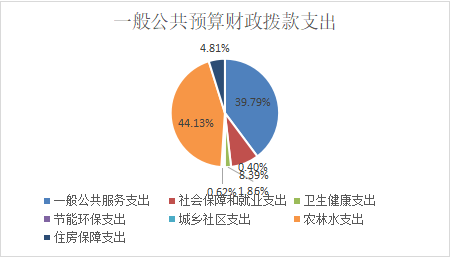 一般公共预算财政拨款支出
4.81%
39.79%
44.13%
0.40%
8.39%
0.62%
1.86%
一般公共服务支出 社会保障和就业支出 卫生健康支出
节能环保支出 城乡社区支出 农林水支出
住房保障支出